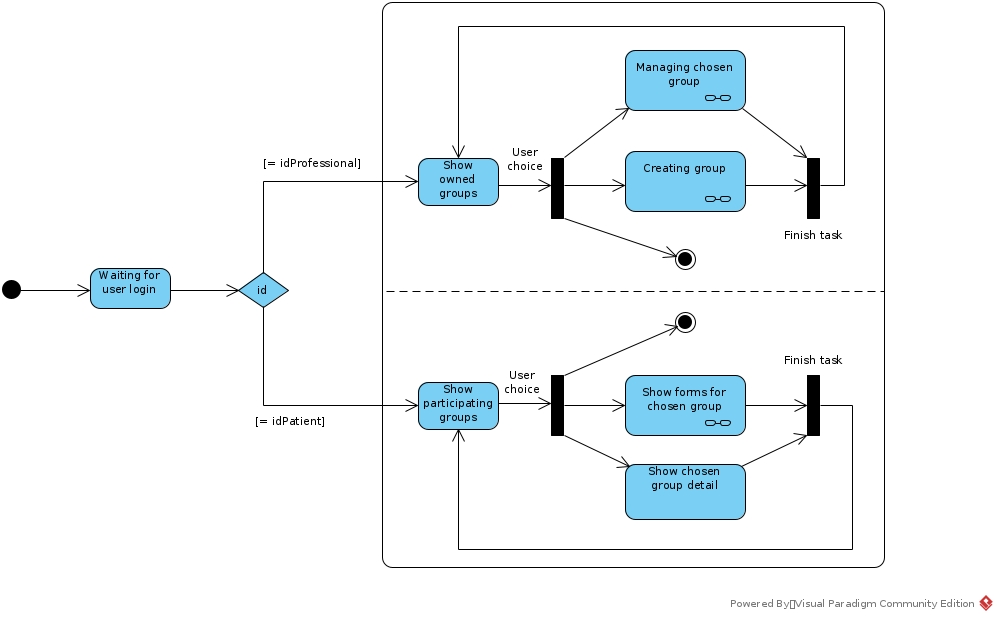 Managing chosen
group
[= idProfessional]
User
choice
Show
owned
groups
Creating group
Finish task
Waiting for
user login
id
Finish task
User
choice
Show
participating
groups
Show forms for
chosen group
[= idPatient]
Show chosen
group detail
Powered By▯Visual Paradigm Community Edition